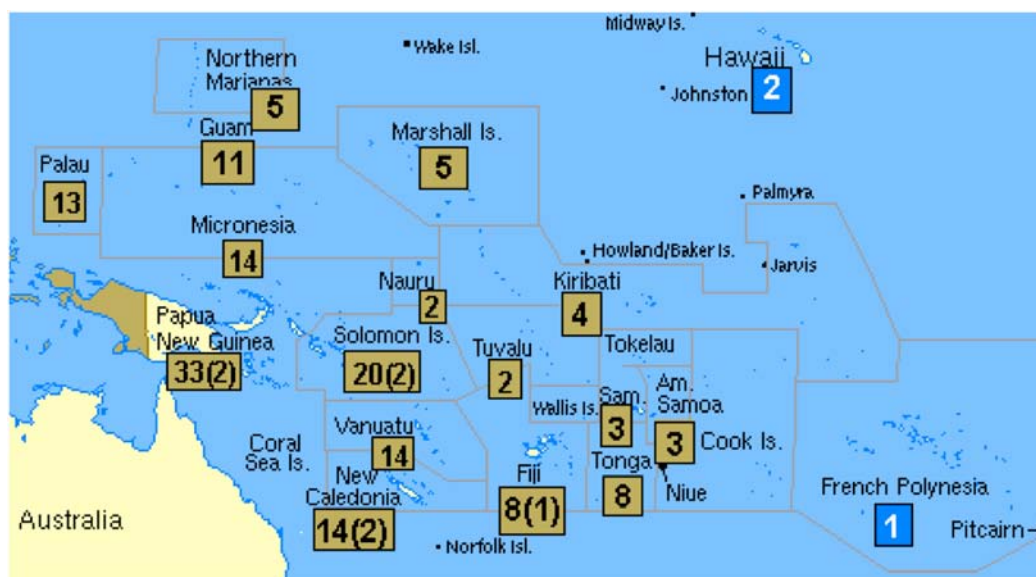 Midway Is.
Wake Isl.
Hawaii
2
Johnston
Northern
Marianas
5
Guam
11
Marshall Is.
5
Palau
13
Palmyra
Micronesia
14
Howland/Baker Is.
Jarvis
Nauru
2
Kiribati
4
Papua
New Guinea
33(2)
Solomon Is.
20(2)
Tuvalu
2
Tokelau
Wallis Is.
Sam.
3
Am.
Samoa
3
Cook Is.
Vanuatu
14
Coral
Sea Is.
New
Caledonia
14(2)
Fiji
8(1)
Tonga
8
Niue
French Polynesia
1
Pitcairn
Australia
Norfolk Isl.